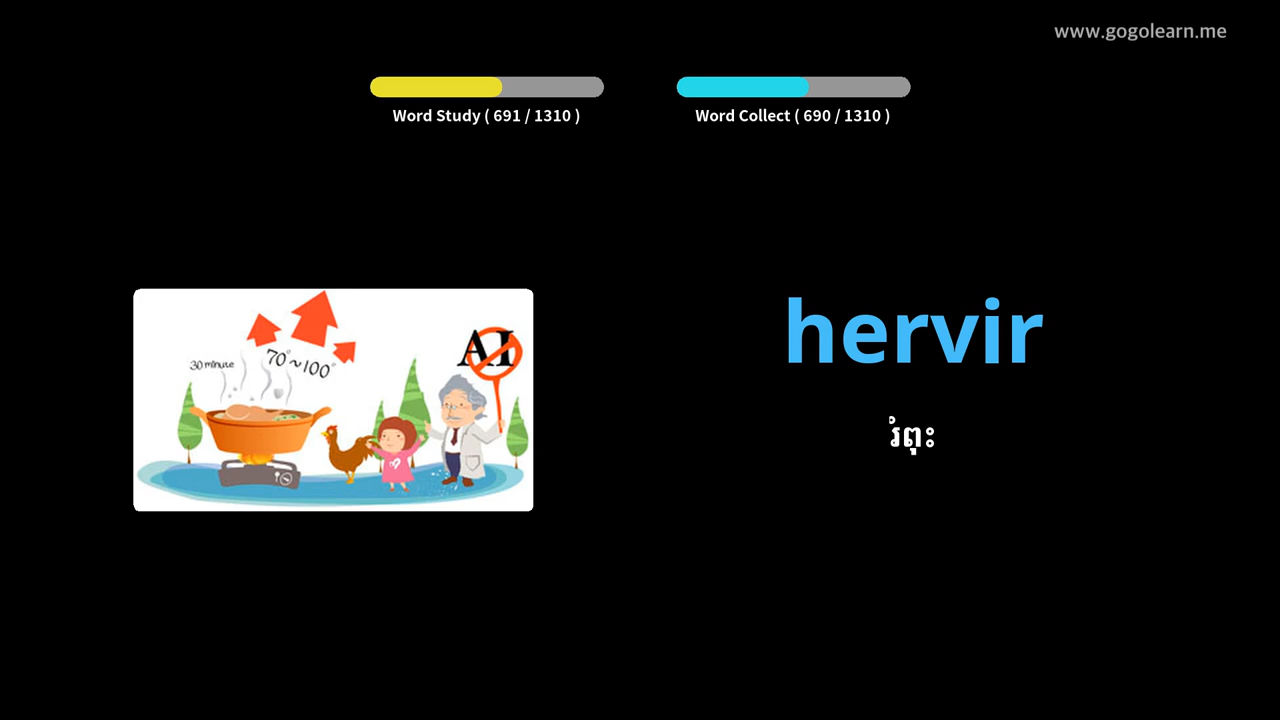 www.gogolearn.me
Word Study ( 691 / 1310 )
Word Collect ( 690 / 1310 )
30 minute
70°~100°
AI
hervir
រំពុះ